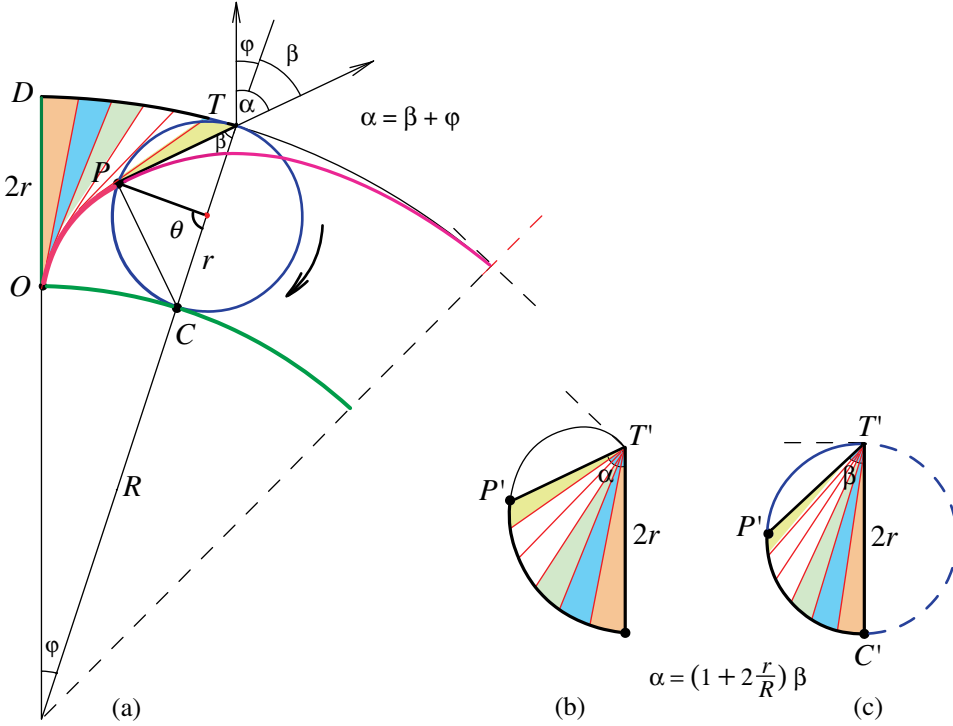 φ
β
D
T
α
α = β + φ
β
P
2r
θ
r
O
C
T'
T'
α
β
P'
P'
R
2r
2r
φ
C'
α = (1 + 2 r/R) β
(a)
(b)
(c)